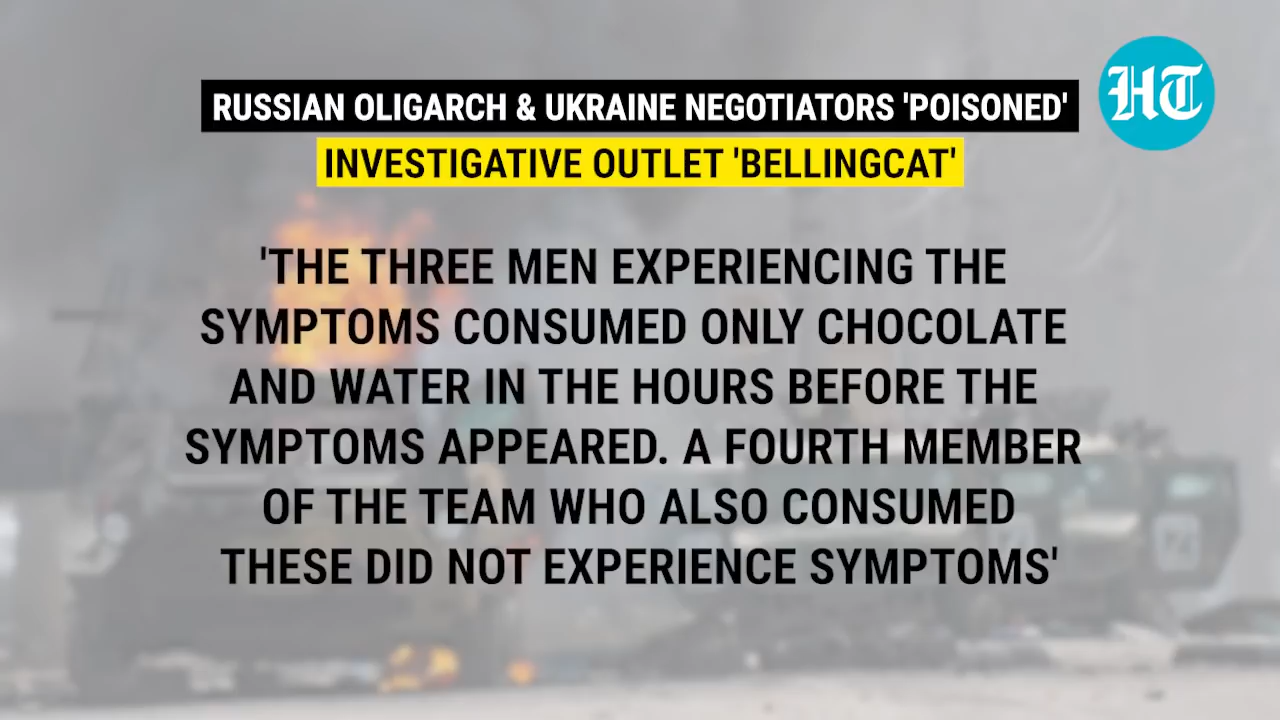 RUSSIAN OLIGARCH & UKRAINE NEGOTIATORS 'POISONED'
HT
INVESTIGATIVE OUTLET 'BELLINGCAT'
'THE THREE MEN EXPERIENCING THE
SYMPTOMS CONSUMED ONLY CHOCOLATE
AND WATER IN THE HOURS BEFORE THE
SYMPTOMS APPEARED. A FOURTH MEMBER
OF THE TEAM WHO ALSO CONSUMED
THESE DID NOT EXPERIENCE SYMPTOMS'